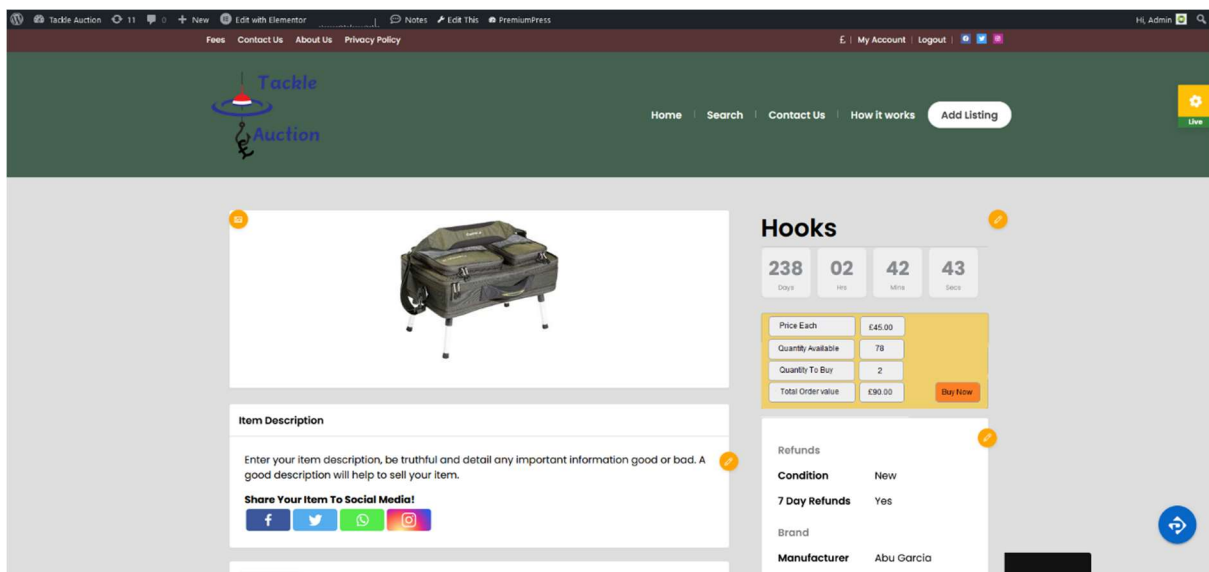 Tackle Auction 11 0 + New Edit with Elementor Notes Edit This PremiumPress Hi, Admin
Fees Contact Us About Us Privacy Policy £ | My Account | Logout |
Tackle
Auction
Home | Search | Contact Us | How it works Add Listing
Live
Hooks
238 02 42 43
Days Hrs Mins Secs
Price Each £45.00
Quantity Available 78
Quantity To Buy 2
Total Order value £90.00 Buy Now
Item Description
Enter your item description, be truthful and detail any important information good or bad. A
good description will help to sell your item.
Share Your Item To Social Media!
Refunds
Condition New
7 Day Refunds Yes
Brand
Manufacturer Abu Garcia